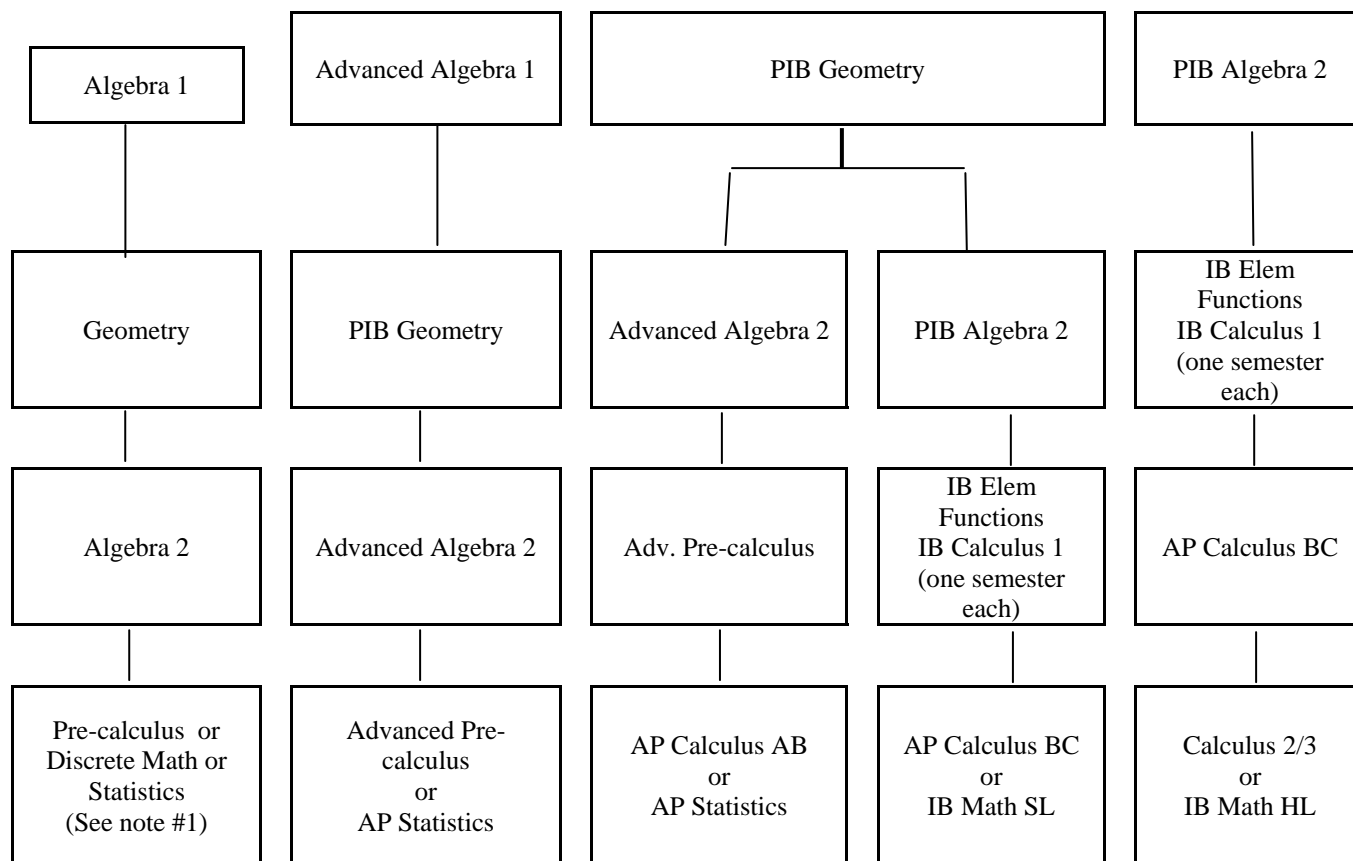 Algebra 1
Advanced Algebra 1
PIB Geometry
PIB Algebra 2
Geometry
PIB Geometry
Advanced Algebra 2
PIB Algebra 2
IB Elem
Functions
IB Calculus 1
(one semester
each)
Algebra 2
Advanced Algebra 2
Adv. Pre-calculus
IB Elem
Functions
IB Calculus 1
(one semester
each)
AP Calculus BC
Pre-calculus or
Discrete Math or
Statistics
(See note #1)
Advanced Pre-
calculus
or
AP Statistics
AP Calculus AB
or
AP Statistics
AP Calculus BC
or
IB Math SL
Calculus 2/3
or
IB Math HL